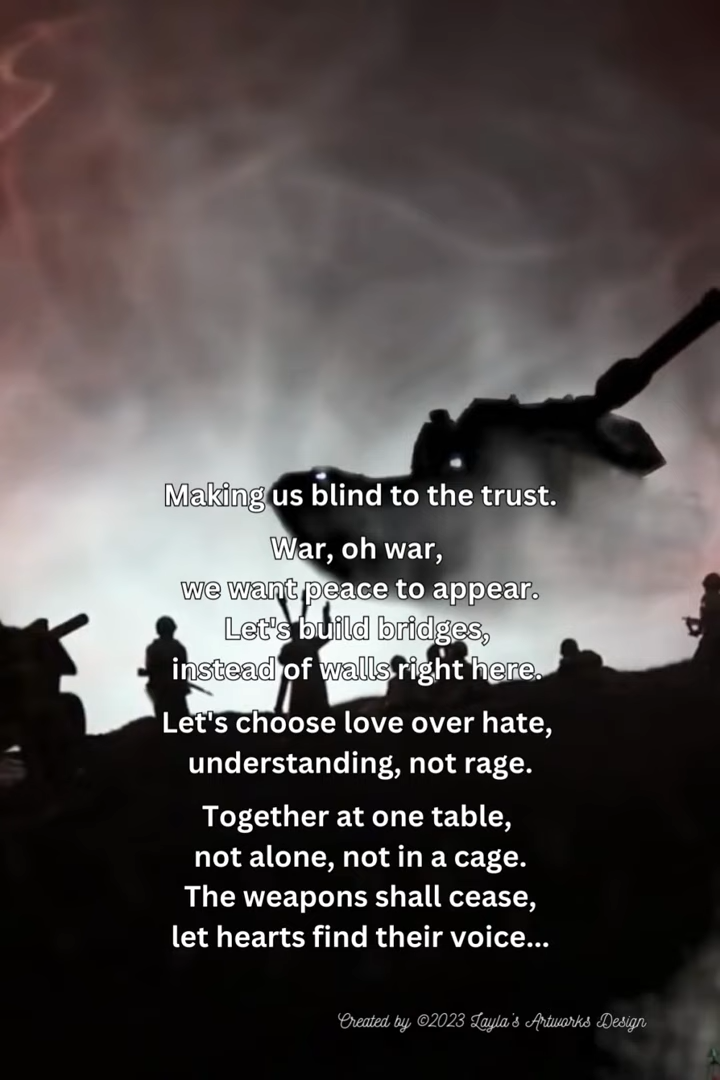 Making us blind to the trust.
War, oh war,
we want peace to appear.
Let's build bridges,
instead of walls right here.
Let's choose love over hate,
understanding, not rage.
Together at one table,
not alone, not in a cage.
The weapons shall cease,
let hearts find their voice...
Created by ©2023 Layla's Artworks Design